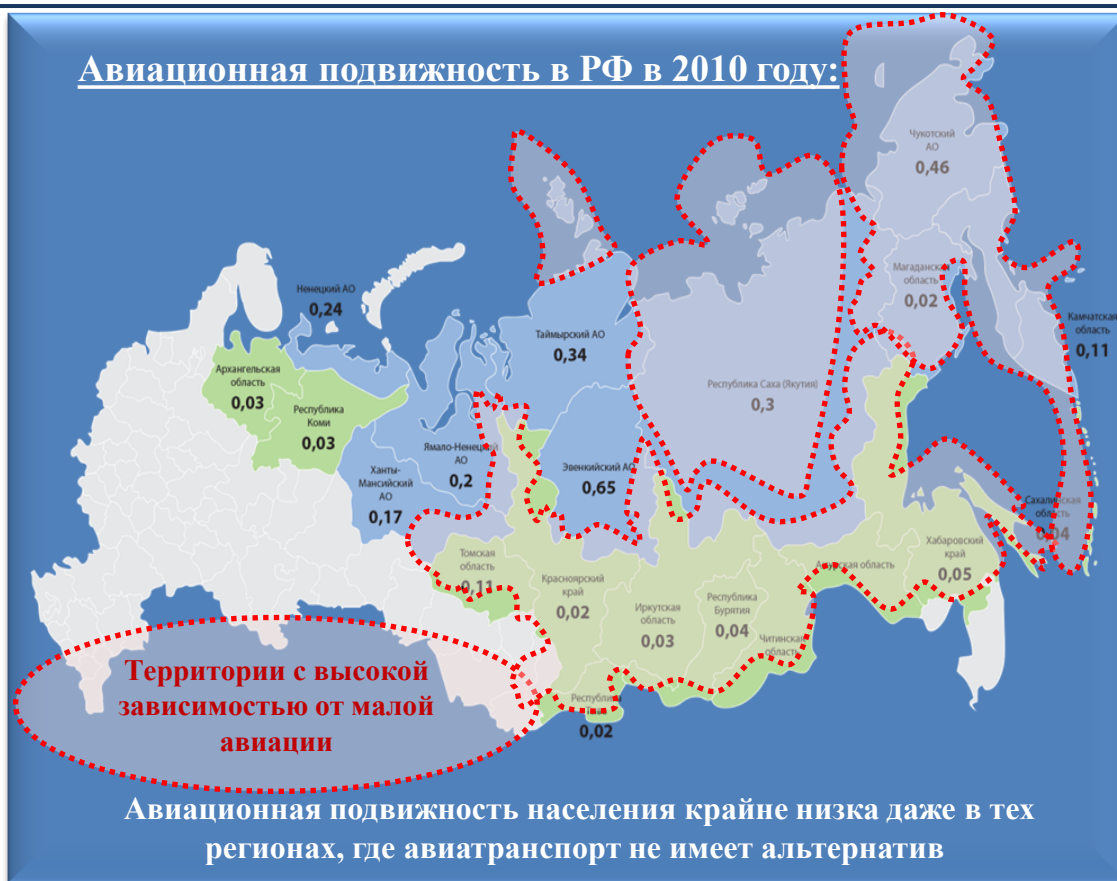 Авиационная подвижность в РФ в 2010 году:
Чукотский
АО
0,46
Магаданская
область
0,02
Камчатская
область
0,11
Ненецкий АО
0,24
Таймырский АО
0,34
Архангельская
область
0,03
Республика
Коми
0,03
Республика Саха (Якутия)
0,3
Ямало-Ненецкий
АО
0,2
Ханты-
Мансийский
АО
0,17
Эвенкийский АО
0,65
Сахалинская
область
0,04
Томская
область
0,11
Красноярский
край
0,02
Иркутская
область
0,03
Республика
Бурятия
0,04
Читинская
область
Амурская область
Хабаровский
край
0,05
Республика
0,02
Территории с высокой
зависимостью от малой
авиации
Авиационная подвижность населения крайне низка даже в тех
регионах, где авиатранспорт не имеет альтернатив